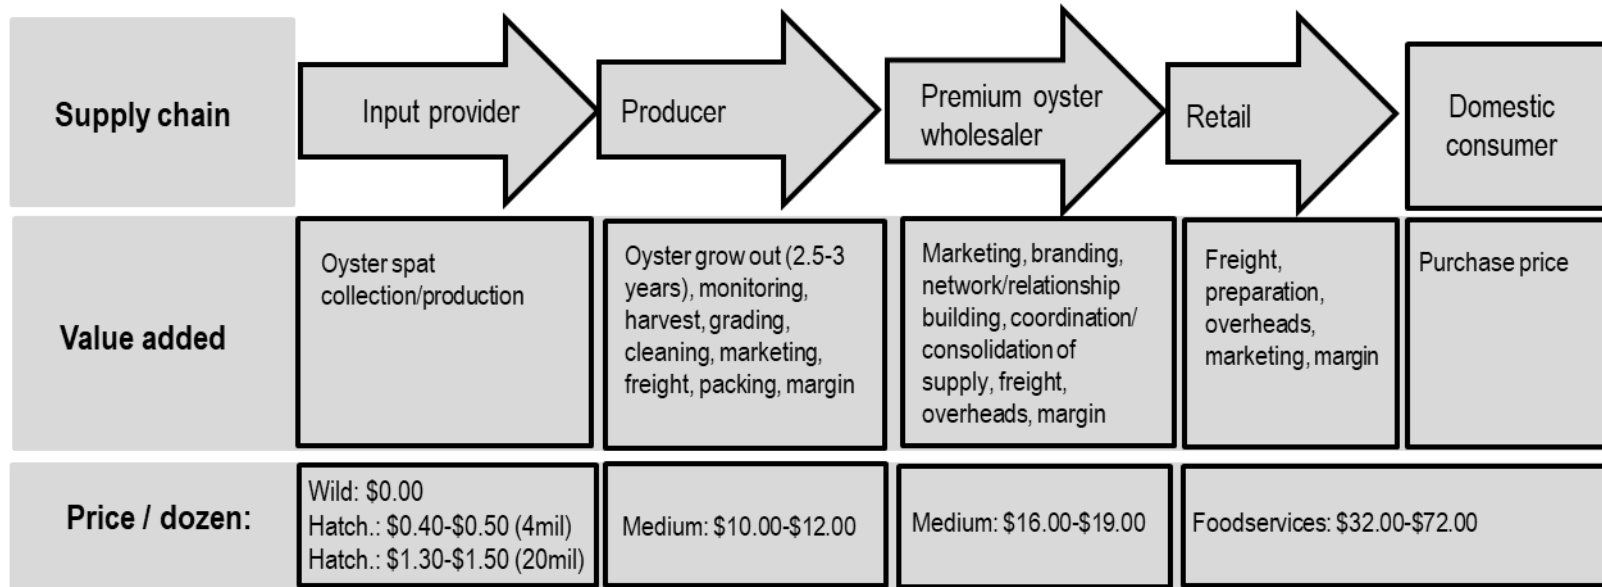 Supply chain
Input provider
Producer
Premium oyster
wholesaler
Retail
Domestic
consumer
Value added
Oyster spat
collection/production
Oyster grow out (2.5-3
years), monitoring,
harvest, grading,
cleaning, marketing,
freight, packing, margin
Marketing, branding,
network/relationship
building, coordination/
consolidation of
supply, freight,
overheads, margin
Freight,
preparation,
overheads,
marketing, margin
Purchase price
Price / dozen:
Wild: $0.00
Hatch.: $0.40-$0.50 (4mil)
Hatch.: $1.30-$1.50 (20mil)
Medium: $10.00-$12.00
Medium: $16.00-$19.00
Foodservices: $32.00-$72.00